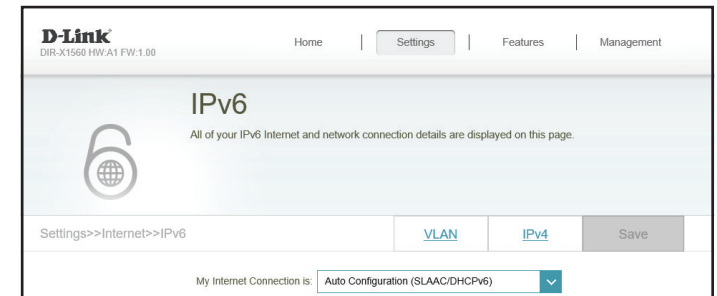 D-Link
DIR-X1560 HW:A1 FW:1.00
Home | Settings Features | Management
IPv6
All of your IPv6 Internet and network connection details are displayed on this page.
Settings>>Internet>>IPv6 VLAN IPv4 Save
My Internet Connection is: Auto Configuration (SLAAC/DHCPv6)